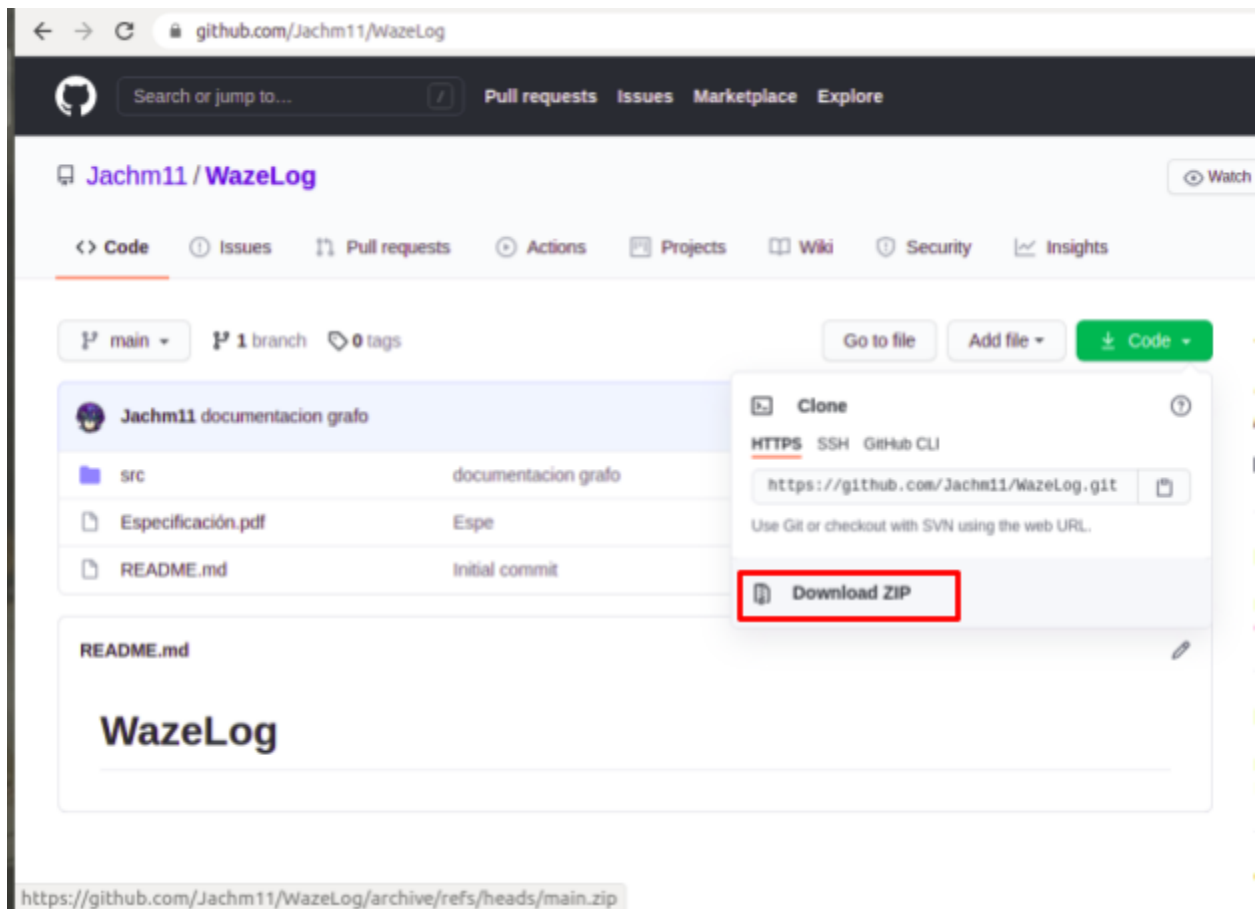 github.com/Jachm11/WazeLog
Search or jump to... / Pull requests Issues Marketplace Explore
Jachm11 / WazeLog Watch
<> Code Issues Pull requests Actions Projects Wiki Security Insights
main 1 branch 0 tags Go to file Add file Code
Jachm11 documentacion grafo
Clone
HTTPS SSH GitHub CLI
src documentacion grafo
https://github.com/Jachm11/WazeLog.git
Especificación.pdf Espe
Use Git or checkout with SVN using the web URL.
README.md Initial commit
Download ZIP
README.md
WazeLog
https://github.com/Jachm11/WazeLog/archive/refs/heads/main.zip